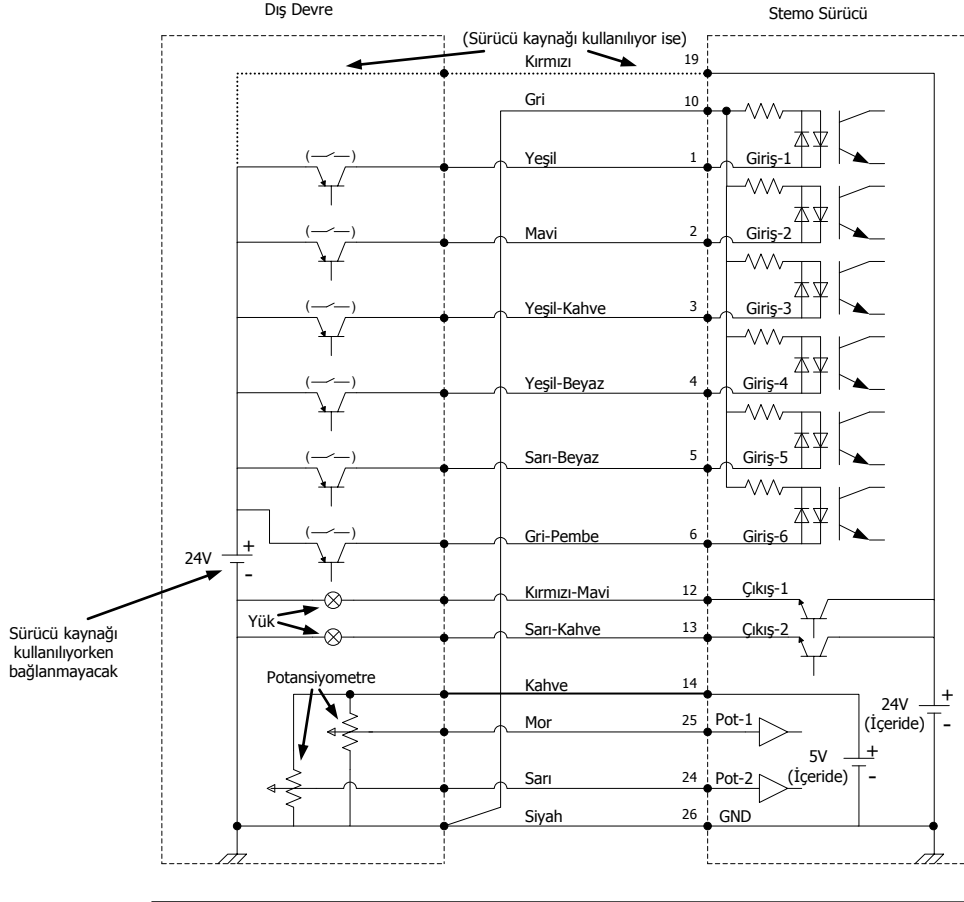 Dış Devre
Stemo Sürücü
(Sürücü kaynağı kullanılıyor ise)
Kırmızı 19
Gri 10
( ) Yeşil 1 Giriş-1
( ) Mavi 2 Giriş-2
( ) Yeşil-Kahve 3 Giriş-3
( ) Yeşil-Beyaz 4 Giriş-4
( ) Sarı-Beyaz 5 Giriş-5
( ) Gri-Pembe 6 Giriş-6
24V + -
Kırmızı-Mavi 12 Çıkış-1
Yük
Sarı-Kahve 13 Çıkış-2
Sürücü kaynağı
kullanılıyorken
bağlanmayacak
Potansiyometre
Kahve 14
24V + -
(İçeride)
Mor 25 Pot-1
5V + -
(İçeride)
Sarı 24 Pot-2
Siyah 26 GND